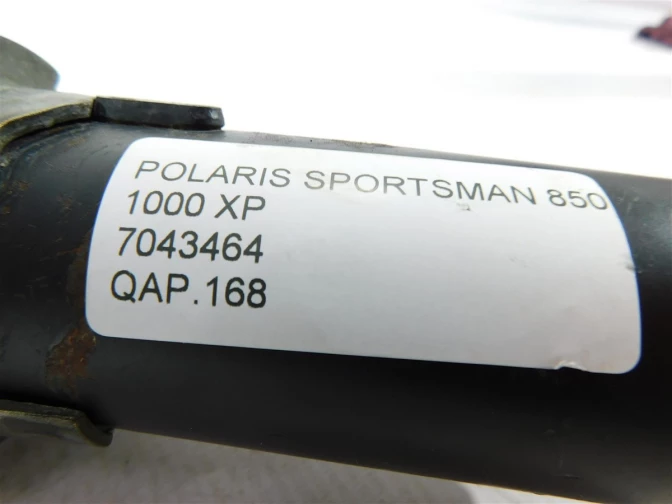 POLARIS SPORTSMAN 850
1000 XP
7043464
QAP.168